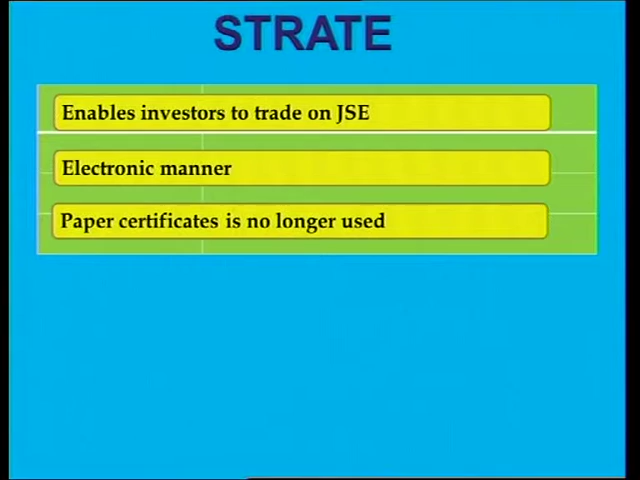 STRATE
Enables investors to trade on JSE
Electronic manner
Paper certificates is no longer used